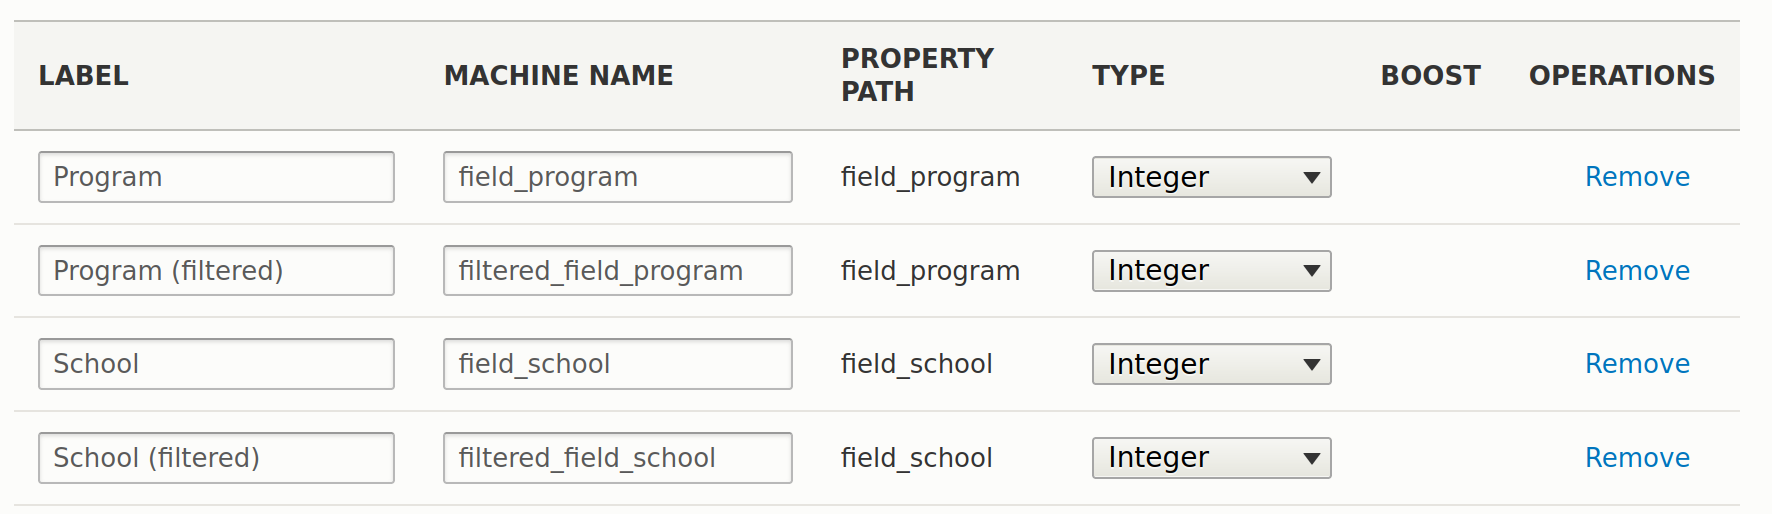 LABEL MACHINE NAME PROPERTY PATH TYPE BOOST OPERATIONS
Program field_program field_program Integer Remove
Program (filtered) filtered_field_program field_program Integer Remove
School field_school field_school Integer Remove
School (filtered) filtered_field_school field_school Integer Remove